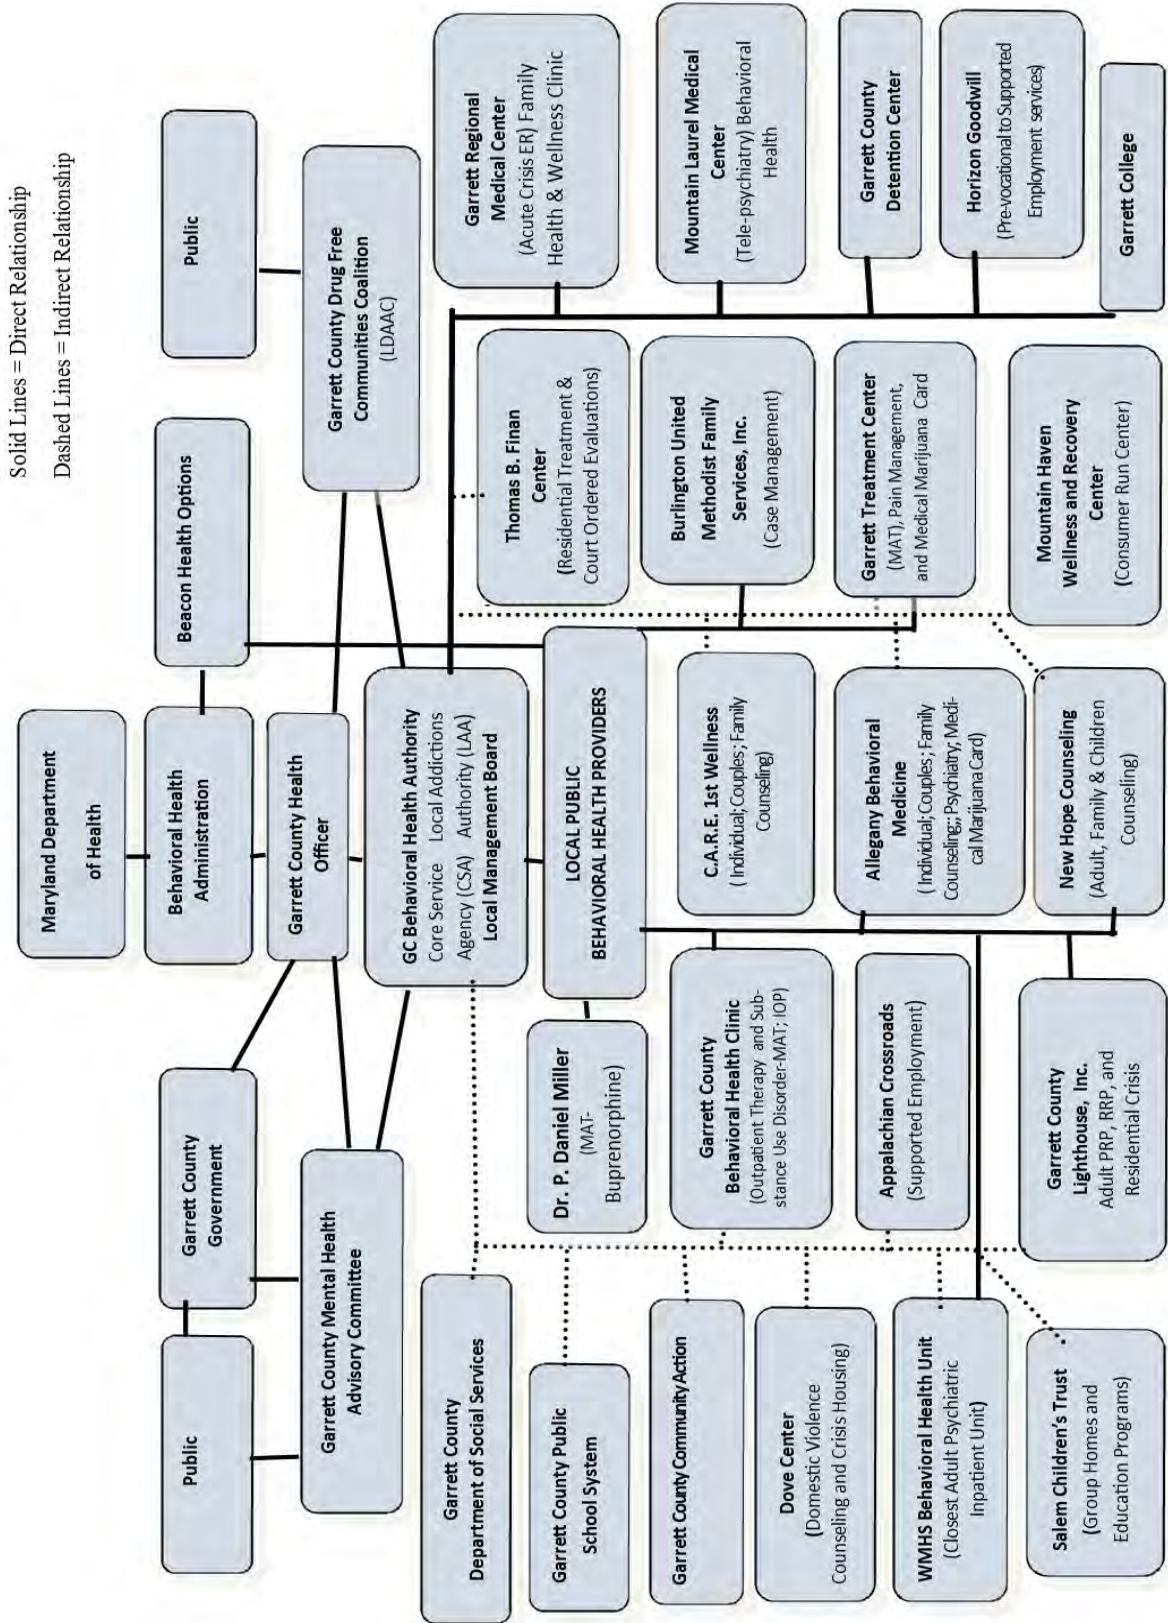 Solid Lines = Direct Relationship
Dashed Lines = Indirect Relationship
Maryland Department
of Health
Public
Garrett County
Government
Behavioral Health
Administration
Beacon Health Options
Public
Garrett County Health
Officer
Garrett County Mental Health
Advisory Committee
Garrett County Drug Free
Communities Coalition
(LDAAC)
GC Behavioral Health Authority
Core Service Local Addictions
Agency (CSA) Authority (LAA)
Local Management Board
LOCAL PUBLIC
BEHAVIORAL HEALTH PROVIDERS
Garrett County
Department of Social Services
Garrett County Public
School System
Garrett County Community Action
Dove Center
(Domestic Violence
Counseling and Crisis Housing)
WMHS Behavioral Health Unit
(Closest Adult Psychiatric
Inpatient Unit)
Salem Children's Trust
(Group Homes and
Education Programs)
Dr. P. Daniel Miller
(MAT-
Buprenorphine)
Garrett County
Behavioral Health Clinic
(Outpatient Therapy and Sub-
stance Use Disorder-MAT; IOP)
Appalachian Crossroads
(Supported Employment)
Garrett County
Lighthouse, Inc.
Adult PRP, RRP, and
Residential Crisis
C.A.R.E. 1st Wellness
( Individual; Couples; Family
Counseling)
Allegany Behavioral
Medicine
( Individual; Couples; Family
Counseling;; Psychiatry; Medi-
cal Marijuana Card)
New Hope Counseling
(Adult, Family & Children
Counseling)
Thomas B. Finan
Center
(Residential Treatment &
Court Ordered Evaluations)
Burlington United
Methodist Family
Services, Inc.
(Case Management)
Garrett Treatment Center
(MAT), Pain Management,
and Medical Marijuana Card
Mountain Haven
Wellness and Recovery
Center
(Consumer Run Center)
Garrett Regional
Medical Center
(Acute Crisis ER) Family
Health & Wellness Clinic
Mountain Laurel Medical
Center
(Tele-psychiatry) Behavioral
Health
Garrett County
Detention Center
Horizon Goodwill
(Pre-vocational to Supported
Employment services)
Garrett College